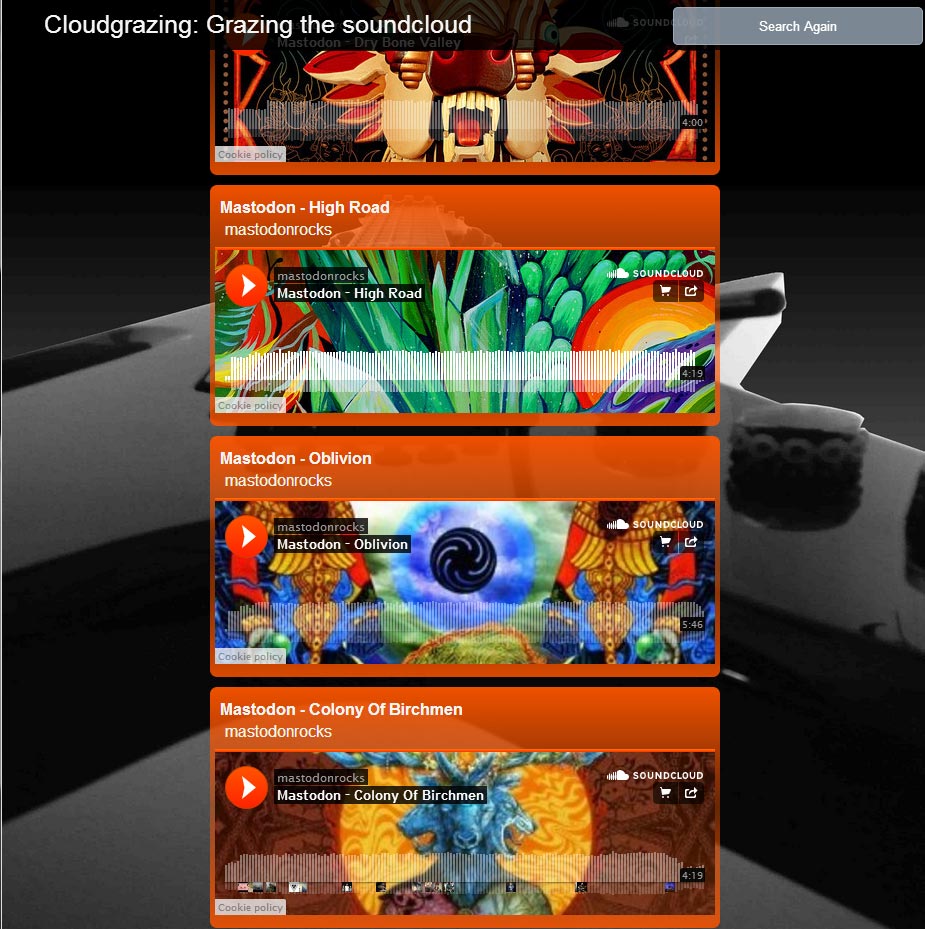 Cloudgrazing: Grazing the soundcloud
Search Again
SOUNDCLOUD
Mastodon - Dry Bone Valley
4:00
Cookie policy
Mastodon - High Road
mastodonrocks
mastodonrocks
SOUNDCLOUD
Mastodon - High Road
4:19
Cookie policy
Mastodon - Oblivion
mastodonrocks
mastodonrocks
SOUNDCLOUD
Mastodon - Oblivion
5:46
Cookie policy
Mastodon - Colony Of Birchmen
mastodonrocks
mastodonrocks
SOUNDCLOUD
Mastodon - Colony Of Birchmen
4:19
Cookie policy